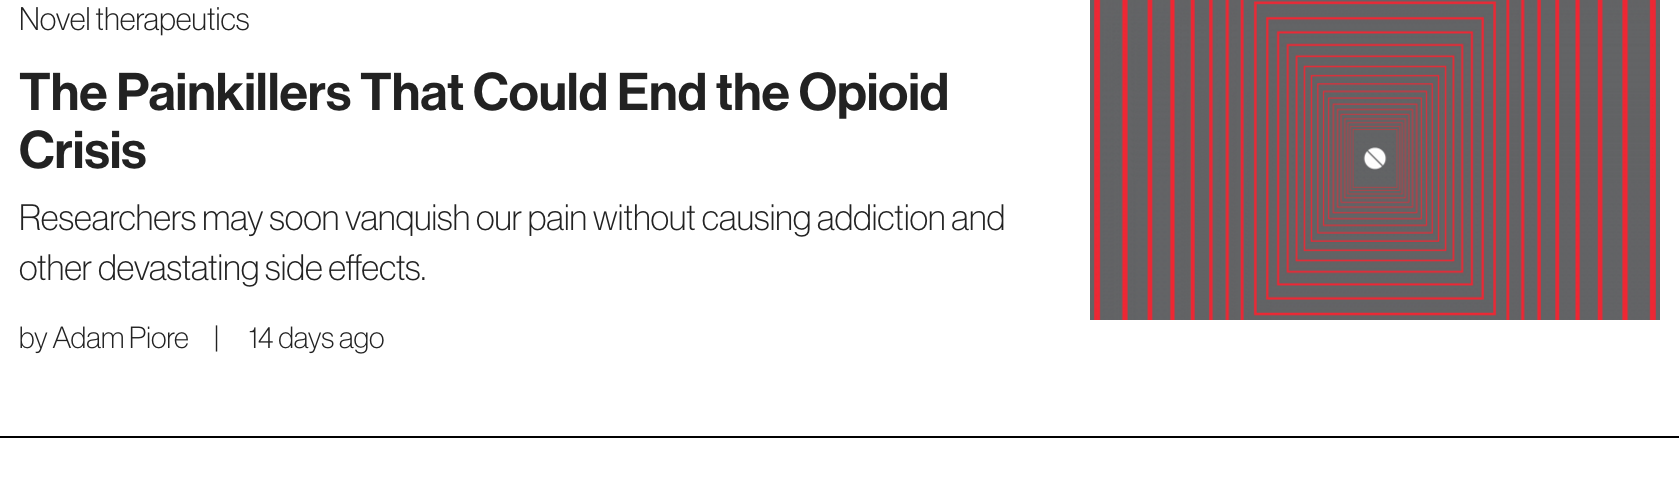 Novel therapeutics
The Painkillers That Could End the Opioid
Crisis
Researchers may soon vanquish our pain without causing addiction and
other devastating side effects.
by Adam Piore | 14 days ago